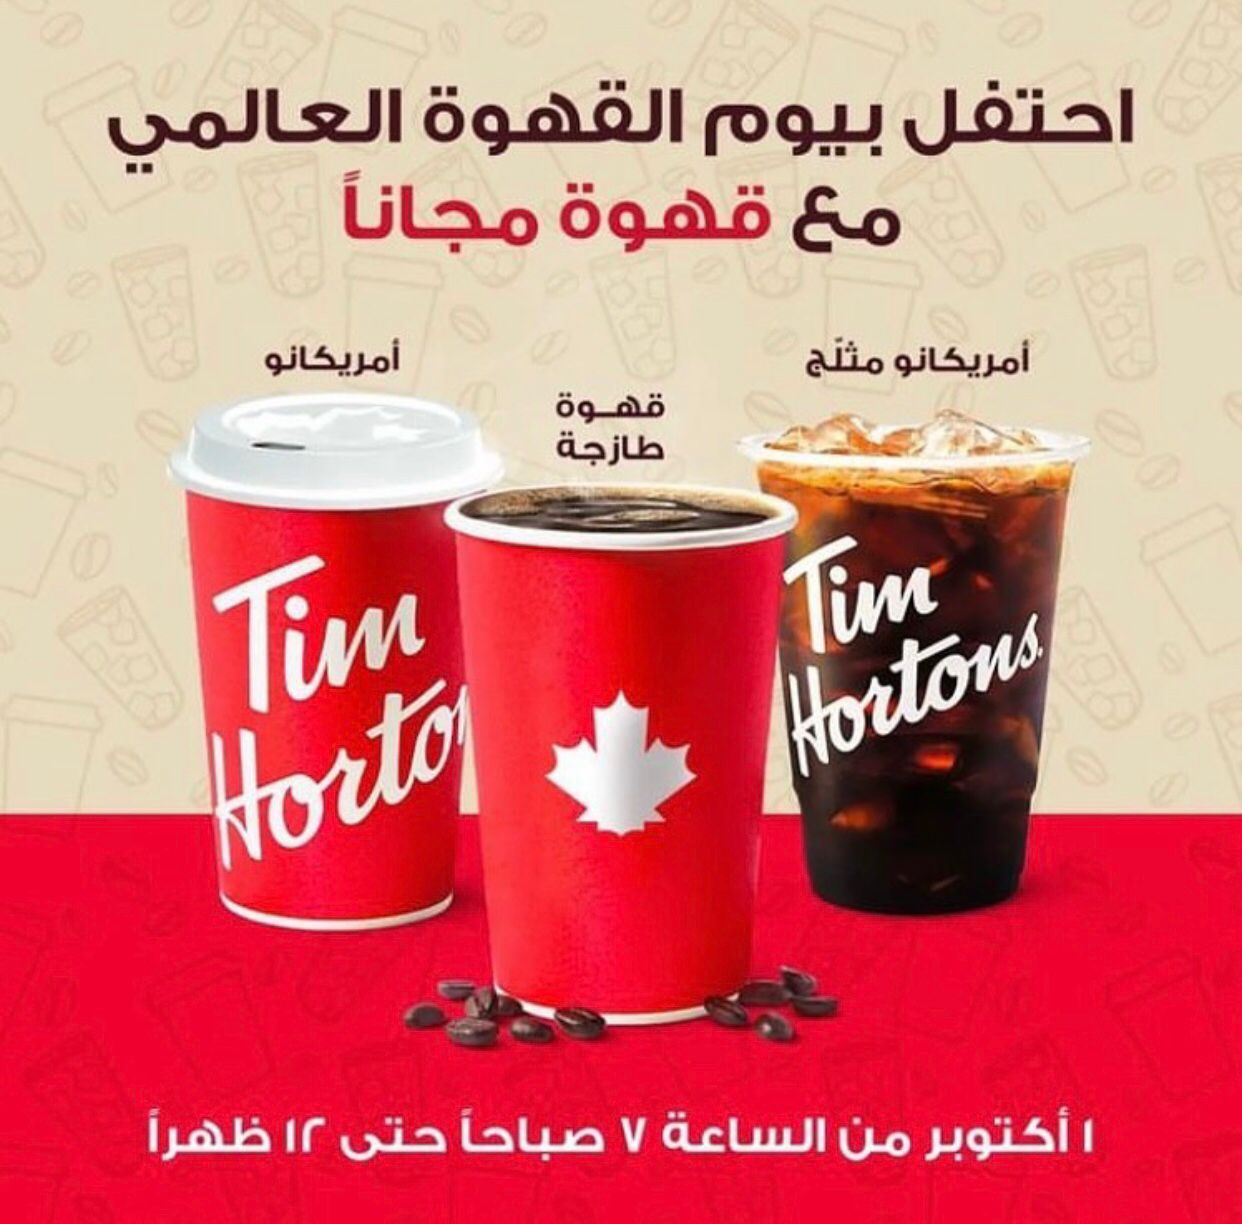 احتفل بيوم القهوة العالمي
مع قهوة مجاناً
أمريكانو مثلّج
قهوة
طازجة
أمريكانو
Tim
Horto
Tim
Hortons.
١ أكتوبر من الساعة ٧ صباحاً حتى ١٢ ظهراً